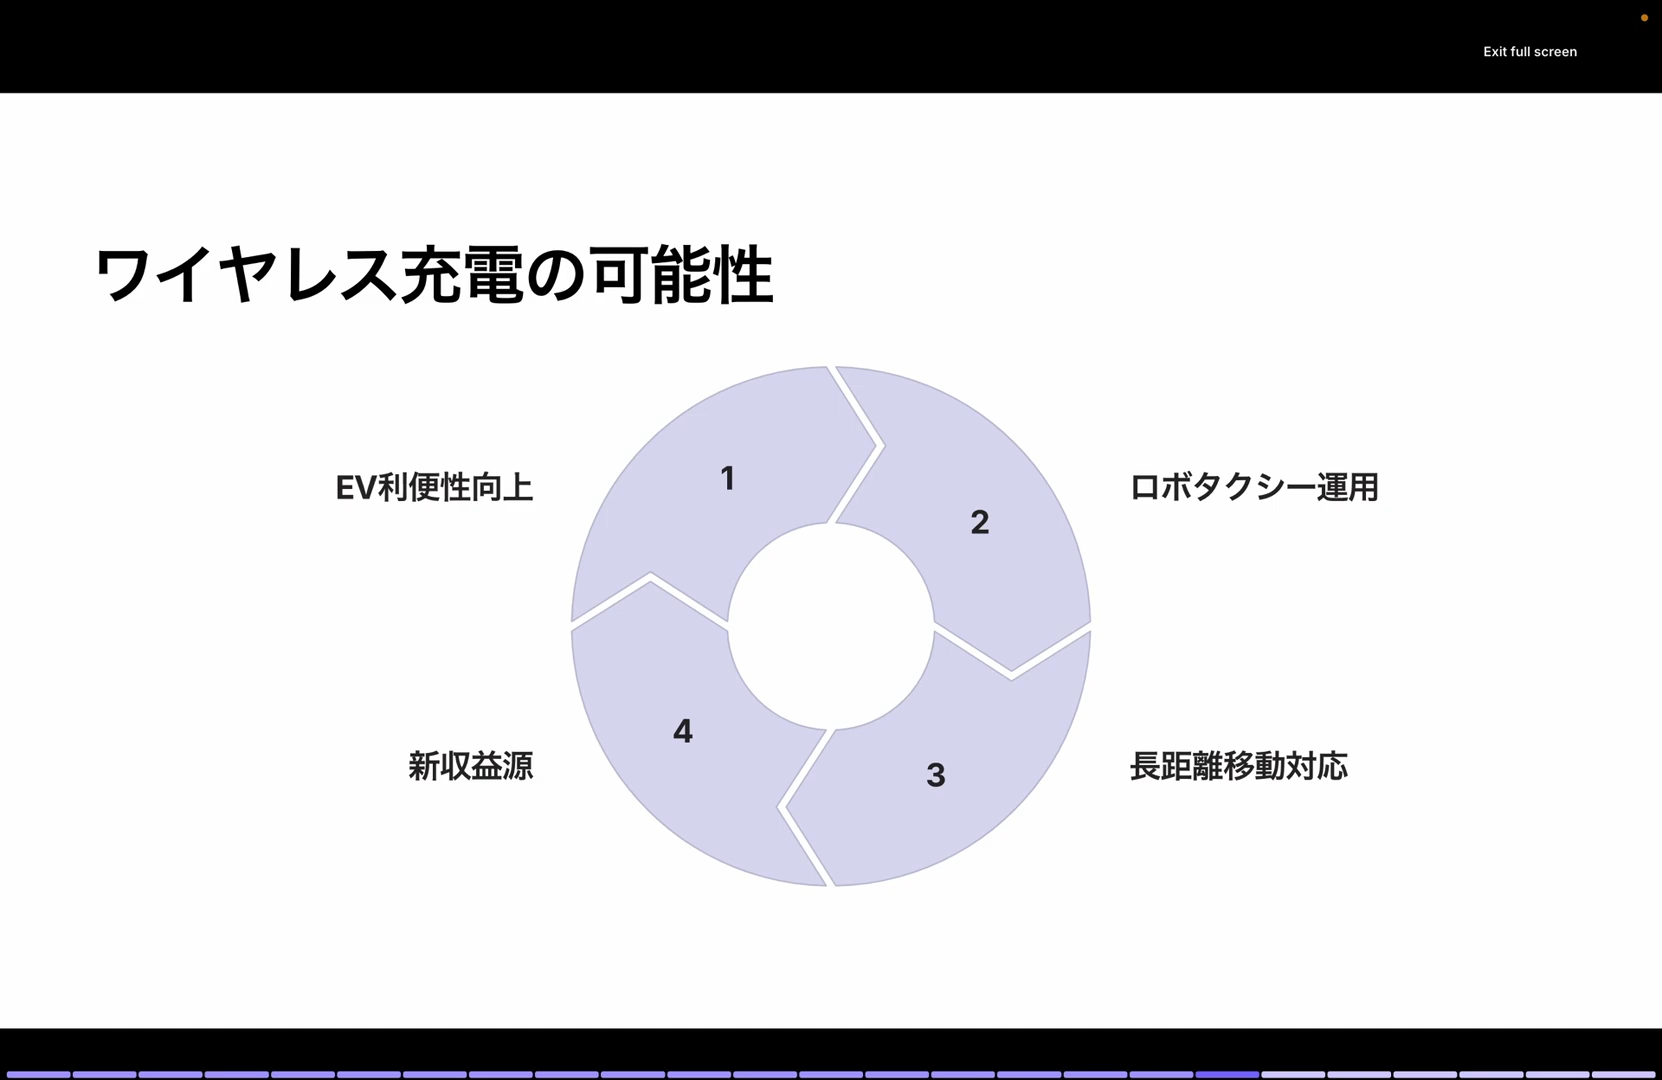 Exit full screen
ワイヤレス充電の可能性
EV利便性向上
1
2
ロボタクシー運用
新収益源
4
3
長距離移動対応